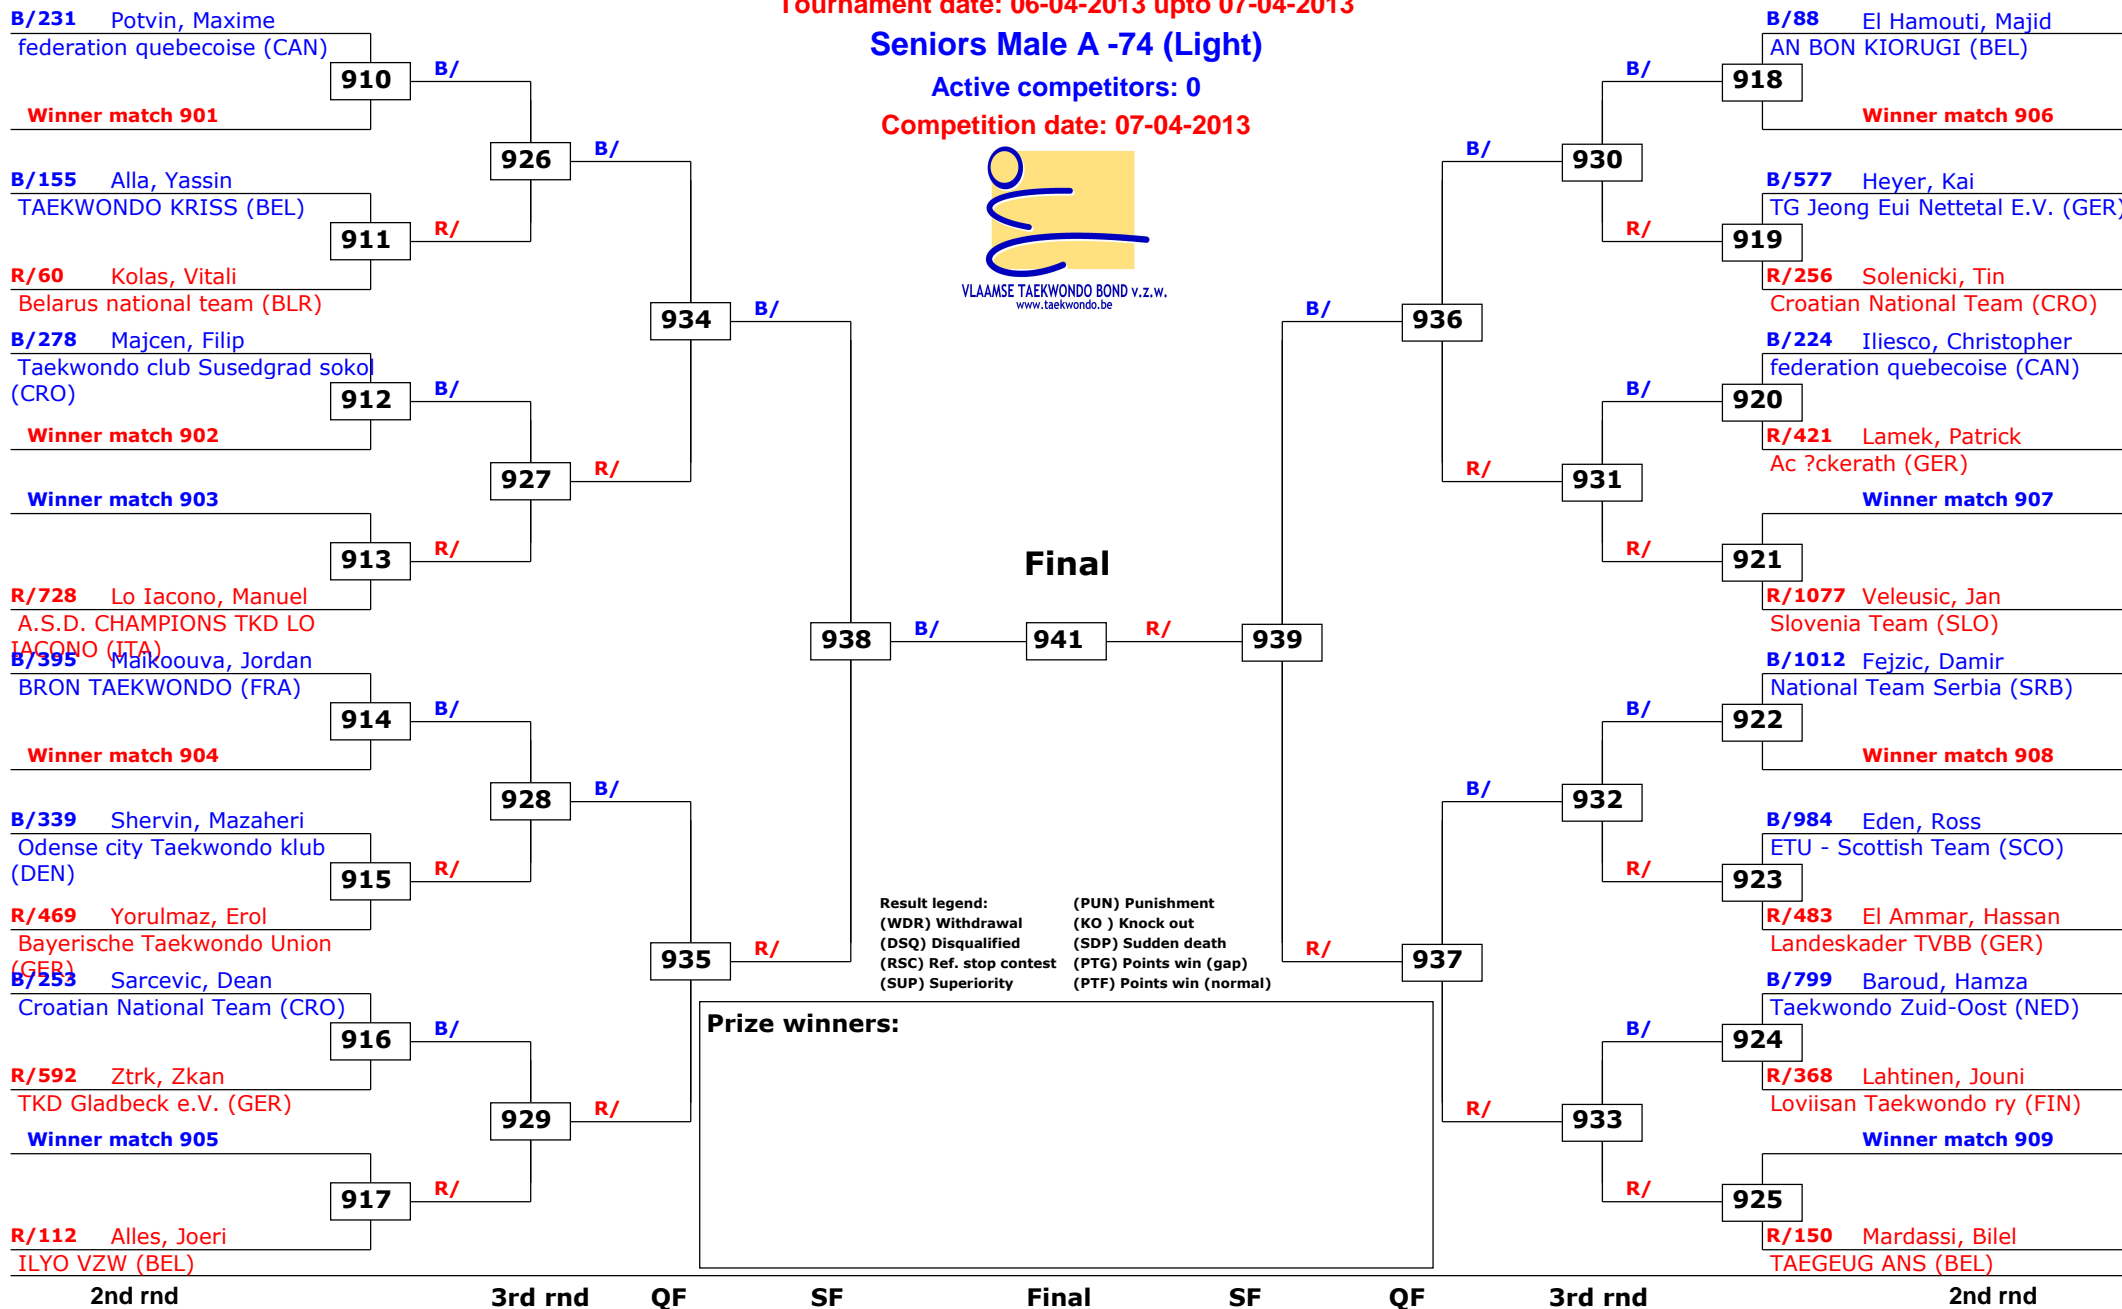 Tournament date: 06-04-2013 upto 07-04-2013
Seniors Male A -74 (Light)
Active competitors: 0
Competition date: 07-04-2013
VLAAMSE TAEKWONDO BOND v.z.w.
www.taekwondo.be
B/231 Potvin, Maxime
federation quebecoise (CAN)
910
Winner match 901
B/
926
B/155 Alla, Yassin
TAEKWONDO KRISS (BEL)
911
R/
R/60 Kolas, Vitali
Belarus national team (BLR)
B/
934
B/278 Majcen, Filip
Taekwondo club Susedgrad sokol
(CRO)
912
B/
Winner match 902
927
R/
Winner match 903
913
R/
R/728 Lo Iacono, Manuel
A.S.D. CHAMPIONS TKD LO
IACONO (ITA)
B/
938
B/395 Maikoouva, Jordan
BRON TAEKWONDO (FRA)
914
B/
Winner match 904
928
B/
B/339 Shervin, Mazaheri
Odense city Taekwondo klub
(DEN)
915
R/
R/469 Yorulmaz, Erol
Bayerische Taekwondo Union
(GER)
935
R/
B/253 Sarcevic, Dean
Croatian National Team (CRO)
916
B/
R/592 Ztrk, Zkan
TKD Gladbeck e.V. (GER)
929
R/
Winner match 905
917
R/
R/112 Alles, Joeri
ILYO VZW (BEL)
Final
B/
941
R/
B/88 El Hamouti, Majid
AN BON KIORUGI (BEL)
918
B/
Winner match 906
930
B/
B/577 Heyer, Kai
TG Jeong Eui Nettetal E.V. (GER)
919
R/
R/256 Solenicki, Tin
Croatian National Team (CRO)
936
B/
B/224 Iliesco, Christopher
federation quebecoise (CAN)
920
B/
R/421 Lamek, Patrick
Ac ?ckerath (GER)
931
R/
Winner match 907
921
R/
R/1077 Veleusic, Jan
Slovenia Team (SLO)
939
B/1012 Fejzic, Damir
National Team Serbia (SRB)
922
B/
Winner match 908
932
B/
B/984 Eden, Ross
ETU - Scottish Team (SCO)
923
R/
R/483 El Ammar, Hassan
Landeskader TVBB (GER)
937
R/
B/799 Baroud, Hamza
Taekwondo Zuid-Oost (NED)
924
B/
R/368 Lahtinen, Jouni
Loviisan Taekwondo ry (FIN)
933
R/
Winner match 909
925
R/
R/150 Mardassi, Bilel
TAEGEUG ANS (BEL)
Result legend: (PUN) Punishment
(WDR) Withdrawal (KO ) Knock out
(DSQ) Disqualified (SDP) Sudden death
(RSC) Ref. stop contest (PTG) Points win (gap)
(SUP) Superiority (PTF) Points win (normal)
Prize winners:
2nd rnd 3rd rnd QF SF Final SF QF 3rd rnd 2nd rnd